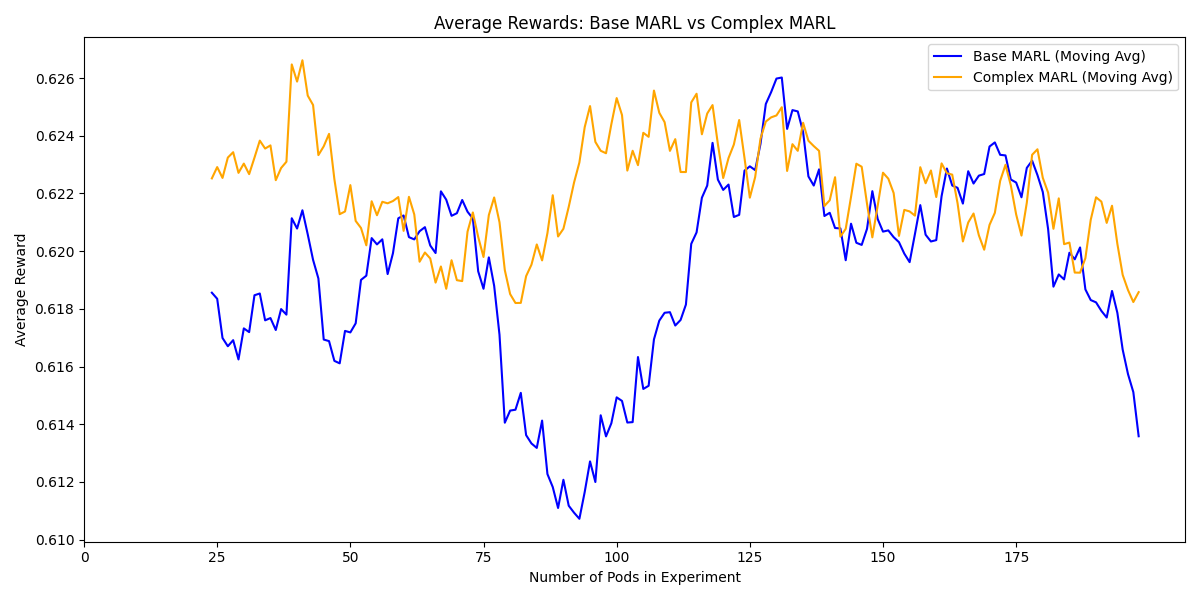 Average Rewards: Base MARL vs Complex MARL
Base MARL (Moving Avg)
Complex MARL (Moving Avg)
Average Reward
0.626
0.624
0.622
0.620
0.618
0.616
0.614
0.612
0.610
0 25 50 75 100 125 150 175
Number of Pods in Experiment